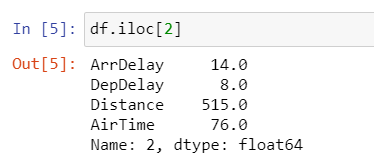 In [5]: df.iloc[2]
Out[5]: ArrDelay 14.0
DepDelay 8.0
Distance 515.0
AirTime 76.0
Name: 2, dtype: float64